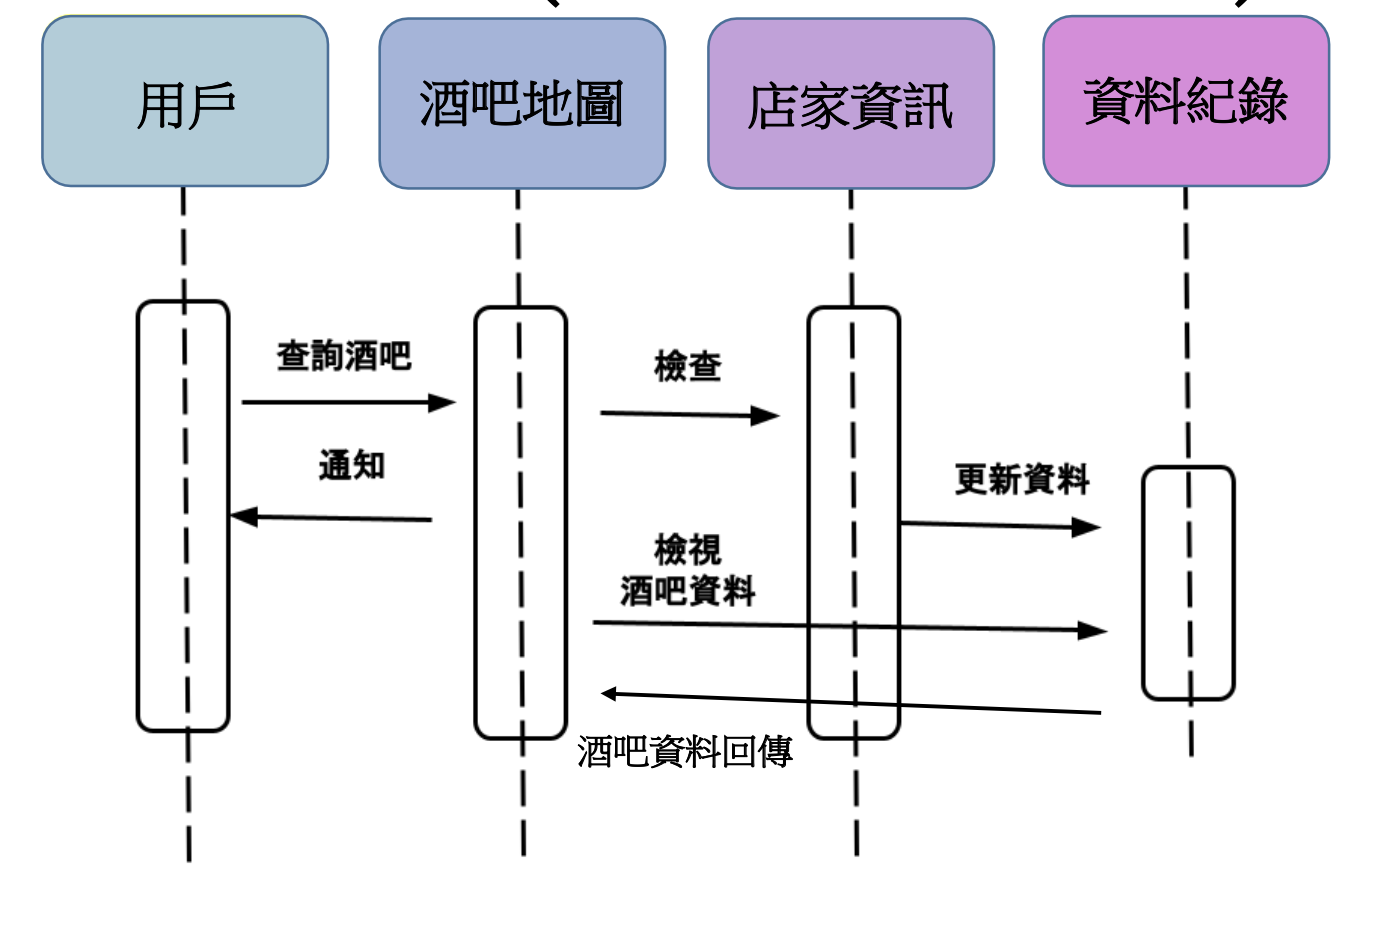 用戶
酒吧地圖
店家資訊
資料紀錄
查詢酒吧
檢查
通知
更新資料
檢視
酒吧資料
酒吧資料回傳